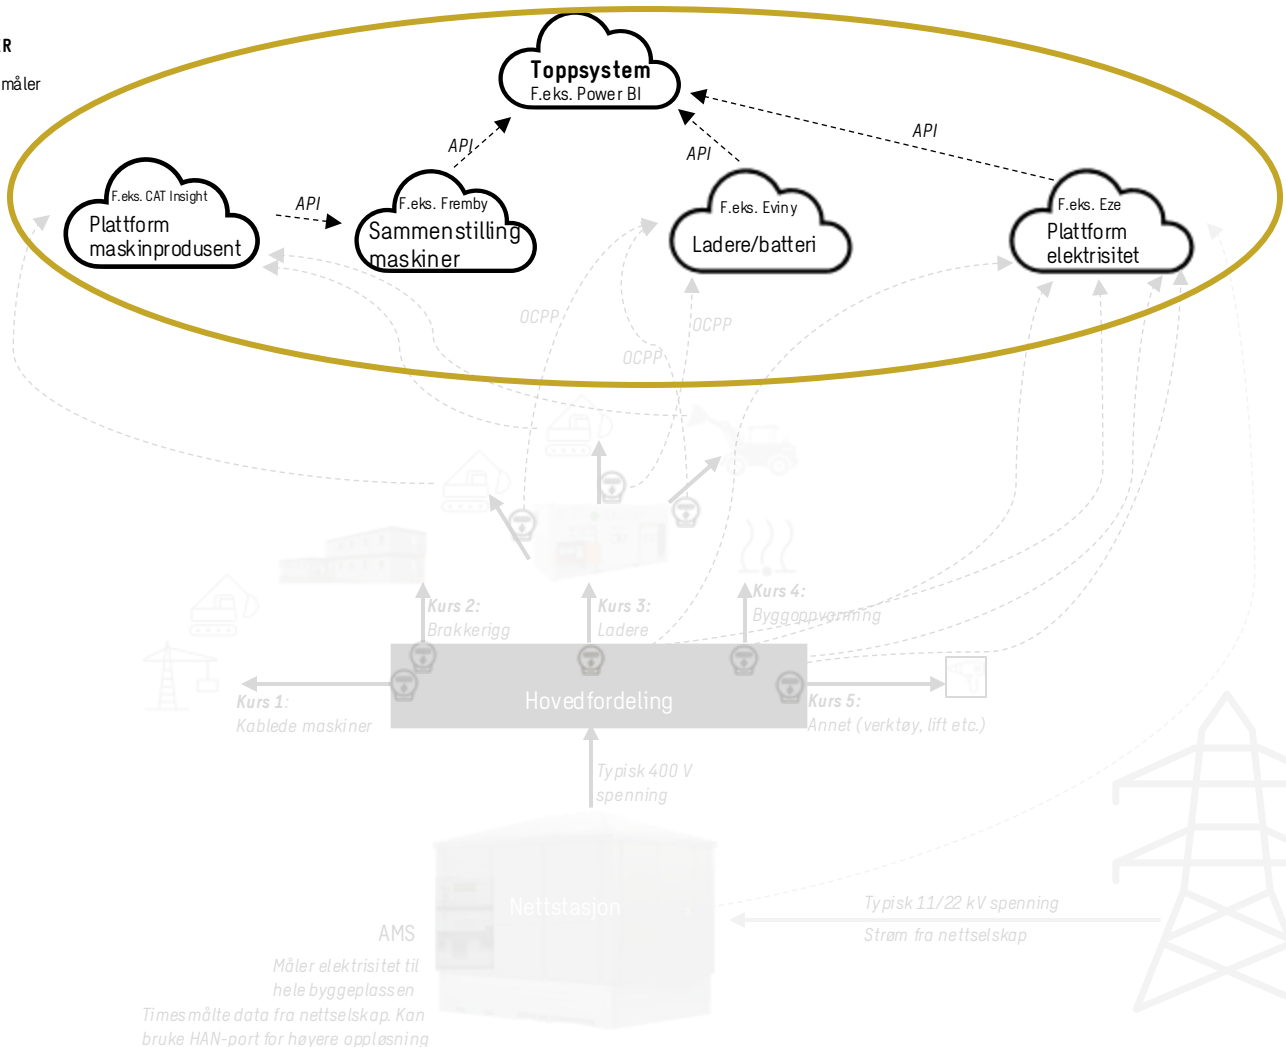 ER
måler
Toppsystem
F.eks. Power BI
API
API
API
API
F.eks. CAT Insight
Plattform
maskinprodusent
F.eks. Fremby
Sammenstilling
maskiner
F.eks. Eviny
Ladere/batteri
F.eks. Eze
Plattform
elektrisitet
OCPP
OCPP
OCPP
Kurs 2:
Brakkerigg
Kurs 3:
Ladere
Kurs 4:
Byggoppvarming
Kurs 1:
Kablede maskiner
Hovedfordeling
Kurs 5:
Annet (verktøy, lift etc.)
Typisk 400 V
spenning
Nettstasjon
Typisk 11/22 kV spenning
Strøm fra nettselskap
AMS
Måler elektrisitet til
hele byggeplassen
Timesmålte data fra nettselskap. Kan
bruke HAN-port for høyere oppløsning